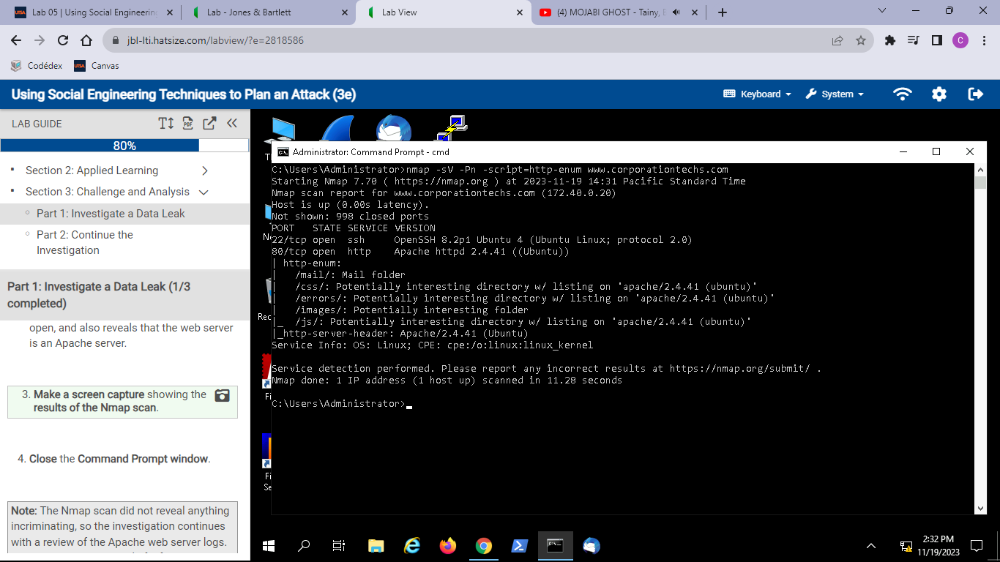 Lab 05 | Using Social Engineerin
Lab - Jones & Bartlett
Lab View
(4) MOJABI GHOST - Tainy, B
jbl-lti.hatsize.com/labview/?e=2818586
C
Codédex
UTSA
Canvas
Using Social Engineering Techniques to Plan an Attack (3e)
Keyboard
System
LAB GUIDE
PDF
80%
Section 2: Applied Learning
Section 3: Challenge and Analysis
Part 1: Investigate a Data Leak
Part 2: Continue the
Investigation
Part 1: Investigate a Data Leak (1/3
completed)
open, and also reveals that the web server
is an Apache server.
3. Make a screen capture showing the
results of the Nmap scan.
4. Close the Command Prompt window.
Note: The Nmap scan did not reveal anything
incriminating, so the investigation continues
with a review of the Apache web server logs.
Administrator: Command Prompt - cmd
C:\Users\Administrator>nmap -sV -Pn -script=http-enum www.corporationtechs.com
Starting Nmap 7.70 ( https://nmap.org ) at 2023-11-19 14:31 Pacific Standard Time
Nmap scan report for www.corporationtechs.com (172.40.0.20)
Host is up (0.00s latency).
Not shown: 998 closed ports
PORT   STATE SERVICE VERSION
22/tcp open  ssh     OpenSSH 8.2p1 Ubuntu 4 (Ubuntu Linux; protocol 2.0)
80/tcp open  http    Apache httpd 2.4.41 ((Ubuntu))
| http-enum:
|   /mail/: Mail folder
|   /css/: Potentially interesting directory w/ listing on 'apache/2.4.41 (ubuntu)'
|   /errors/: Potentially interesting directory w/ listing on 'apache/2.4.41 (ubuntu)'
|   /images/: Potentially interesting folder
|_  /js/: Potentially interesting directory w/ listing on 'apache/2.4.41 (ubuntu)'
|_http-server-header: Apache/2.4.41 (Ubuntu)
Service Info: OS: Linux; CPE: cpe:/o:linux:linux_kernel
Service detection performed. Please report any incorrect results at https://nmap.org/submit/ .
Nmap done: 1 IP address (1 host up) scanned in 11.28 seconds
C:\Users\Administrator>
2:32 PM
11/19/2023